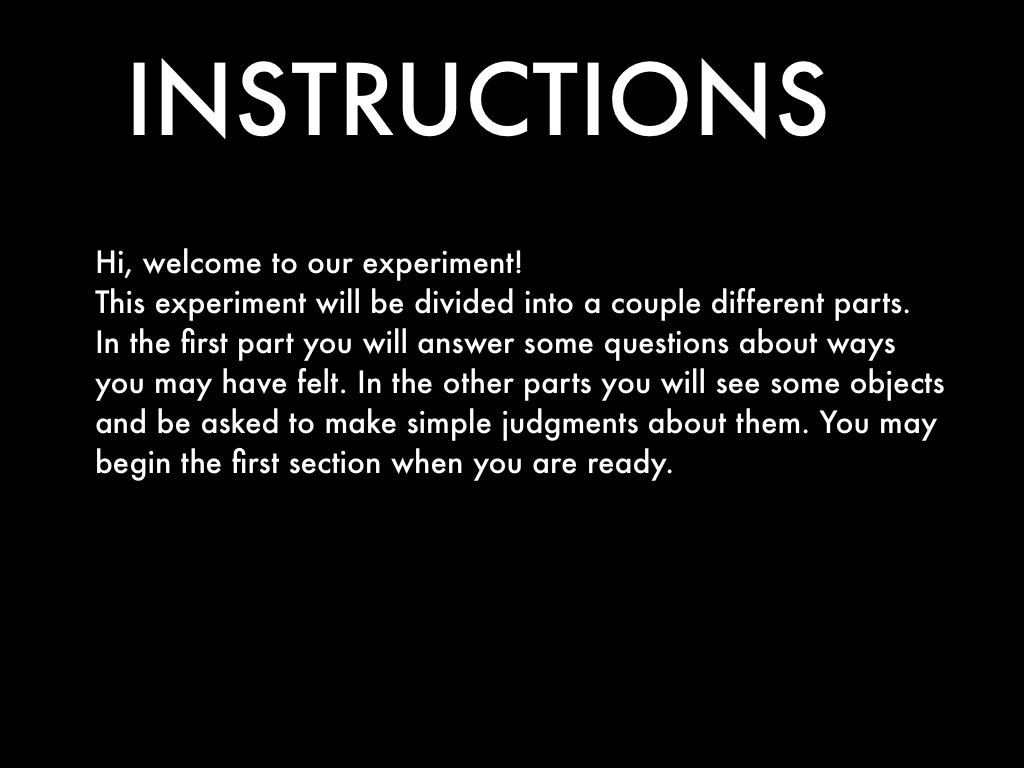 INSTRUCTIONS
Hi, welcome to our experiment!
This experiment will be divided into a couple different parts.
In the first part you will answer some questions about ways
you may have felt. In the other parts you will see some objects
and be asked to make simple judgments about them. You may
begin the first section when you are ready.